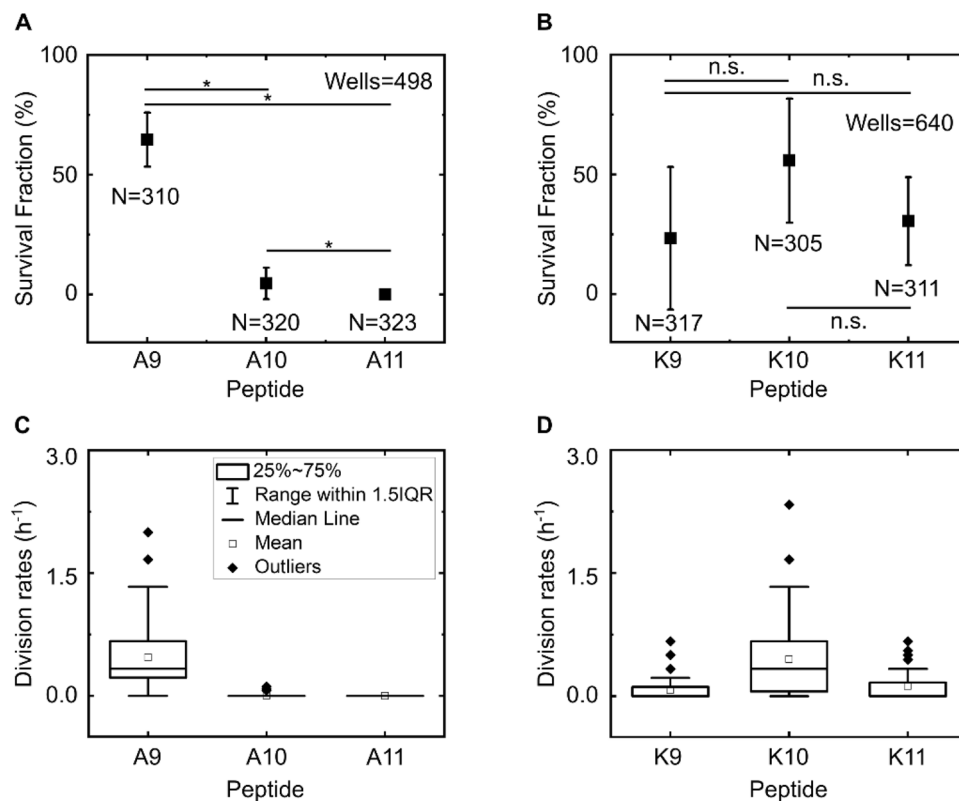 A
Survival Fraction (%)
100
50
0
*
*
*
Wells=498
N=310
N=320
N=323
A9
A10
A11
Peptide
B
Survival Fraction (%)
100
50
0
n.s.
n.s.
Wells=640
N=305
N=311
N=317
n.s.
K9
K10
K11
Peptide
C
Division rates (h⁻¹)
3.0
1.5
0.0
25%~75%
Range within 1.5IQR
Median Line
Mean
Outliers
A9
A10
A11
Peptide
D
Division rates (h⁻¹)
3.0
1.5
0.0
K9
K10
K11
Peptide